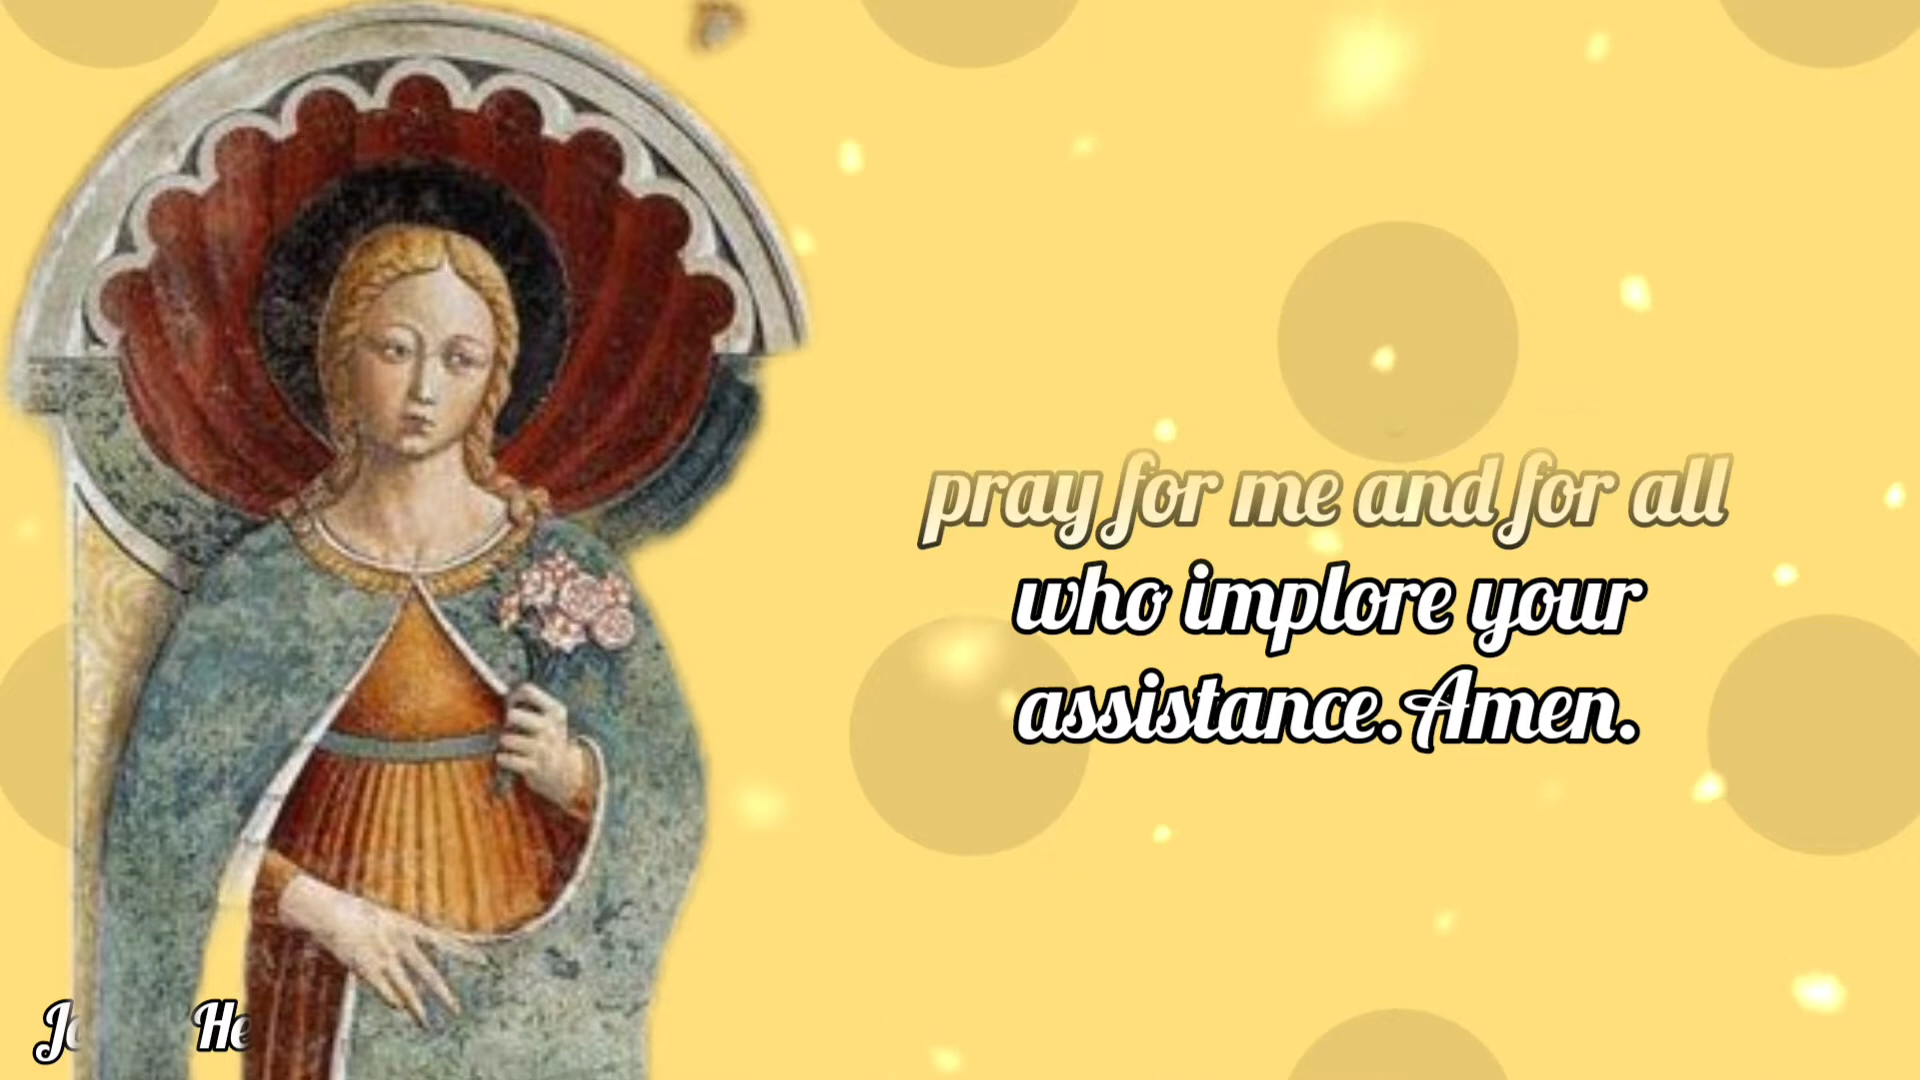 pray for me and for all
who implore your
assistance. Amen.